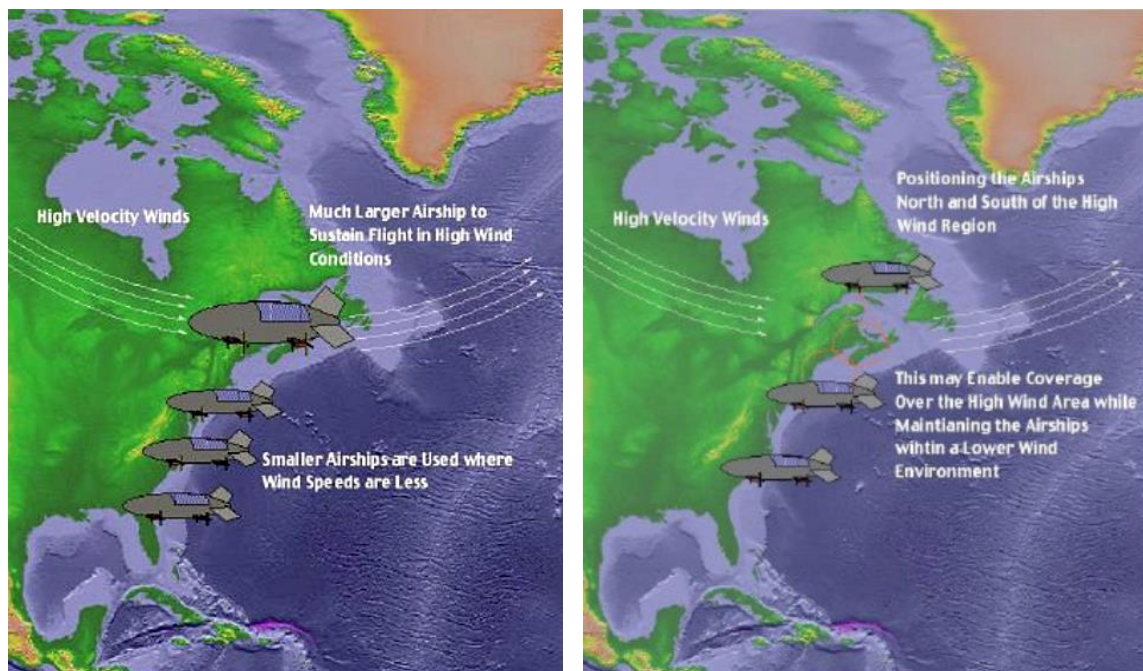 High Velocity Winds
Much Larger Airship to
Sustain Flight in High Wind
Conditions
Smaller Airships are Used where
Wind Speeds are Less
High Velocity Winds
Positioning the Airships
North and South of the High
Wind Region
This may Enable Coverage
Over the High Wind Area while
Maintianing the Airships
wihtin a Lower Wind
Environment